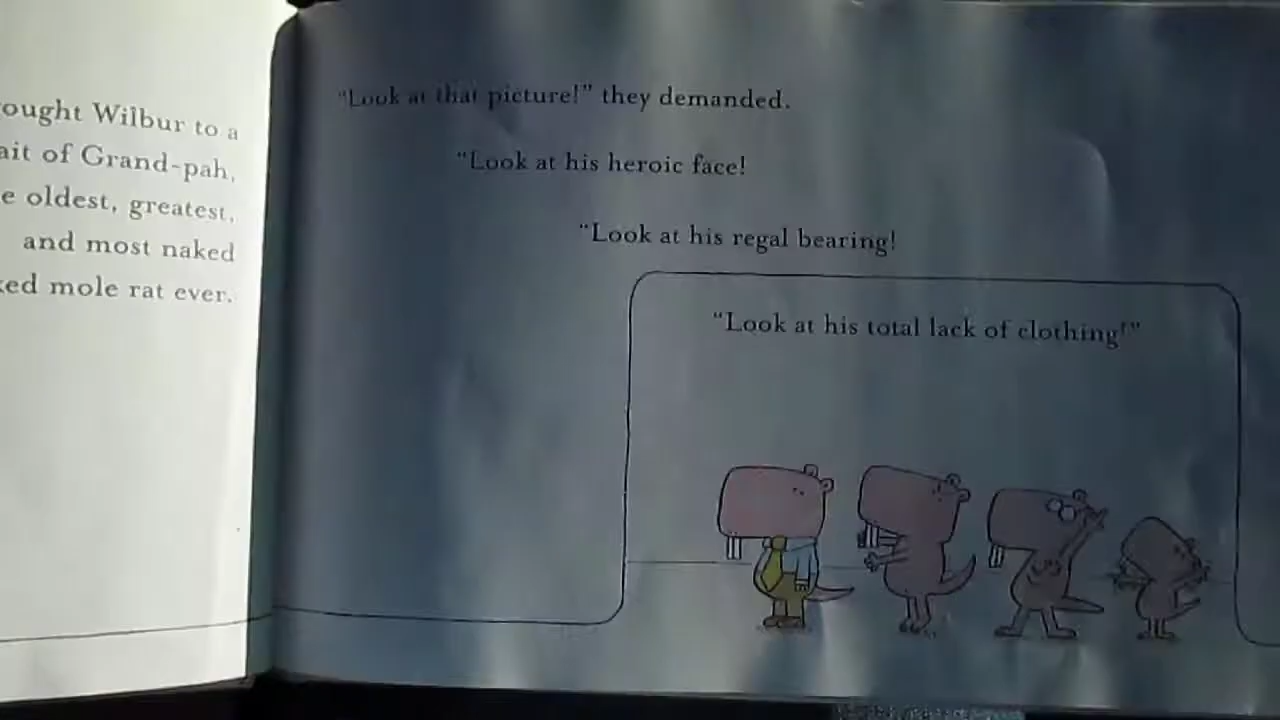 ought Wilbur to a
ait of Grand-pah,
e oldest, greatest,
and most naked
ked mole rat ever.
"Look at that picture!" they demanded.
"Look at his heroic face!
"Look at his regal bearing!
"Look at his total lack of clothing!"